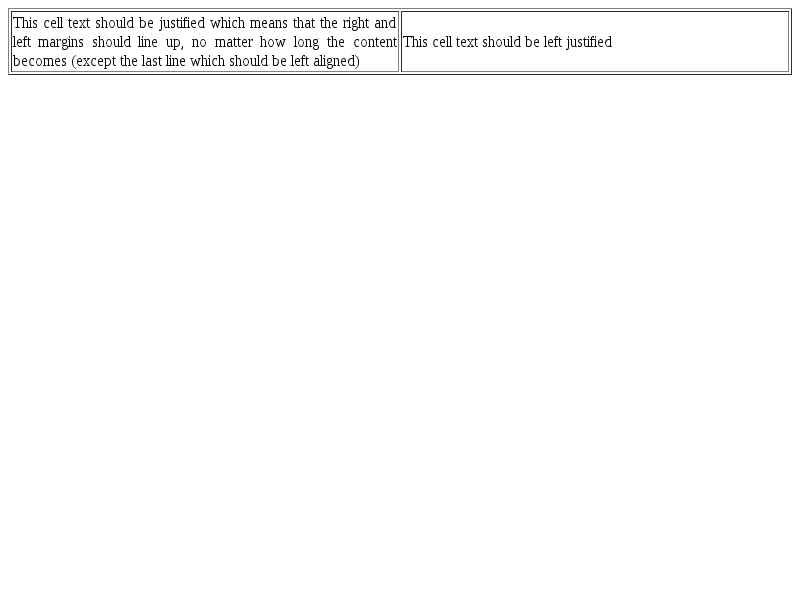 This cell text should be justified which means that the right and
left margins should line up, no matter how long the content
becomes (except the last line which should be left aligned)
This cell text should be left justified